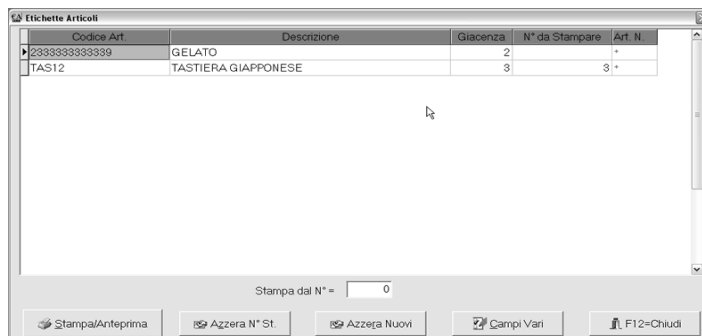 Etichette Articoli
Codice Art. Descrizione Giacenza N° da Stampare Art. N.
2333333333339 GELATO 2 *
TAS12 TASTIERA GIAPPONESE 3 3 *
Stampa dal N° = 0
Stampa/Anteprima Azzera N° St. Azzera Nuovi Campi Vari F12=Chiudi